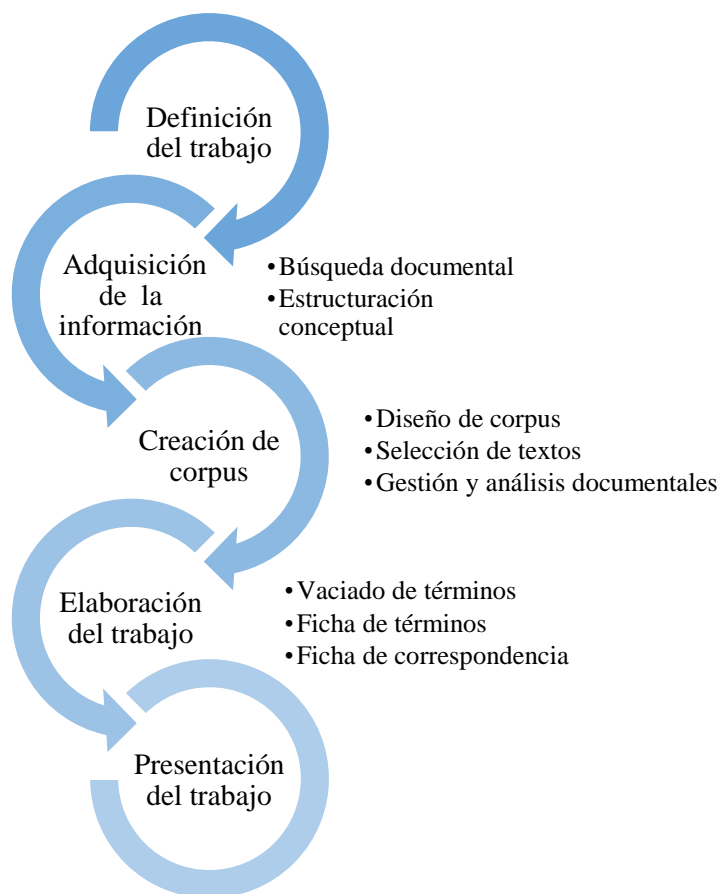 Definición
del trabajo
Adquisición
de la
información
•Búsqueda documental
•Estructuración
conceptual
Creación de
corpus
•Diseño de corpus
•Selección de textos
•Gestión y análisis documentales
Elaboración
del trabajo
•Vaciado de términos
•Ficha de términos
•Ficha de correspondencia
Presentación
del trabajo